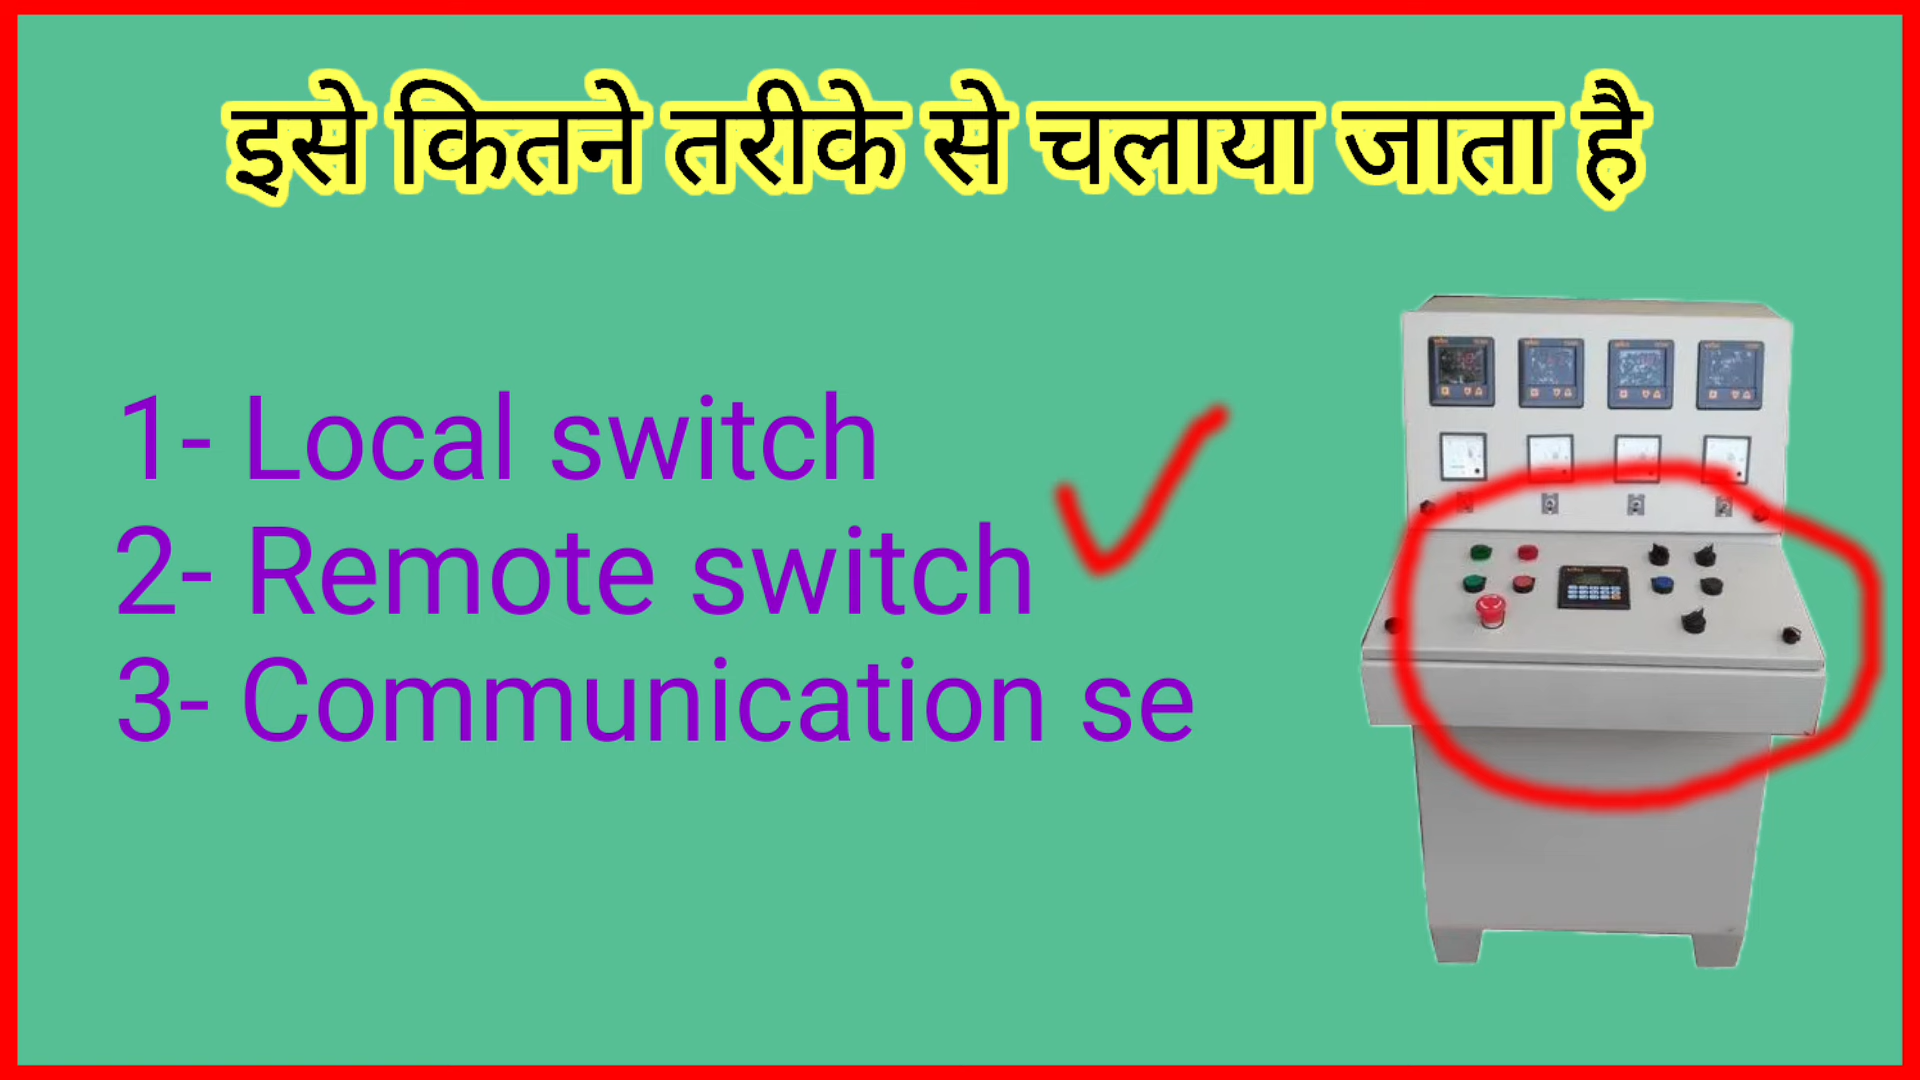 इसे कितने तरीके से चलाया जाता है
1- Local switch
2- Remote switch
3- Communication se